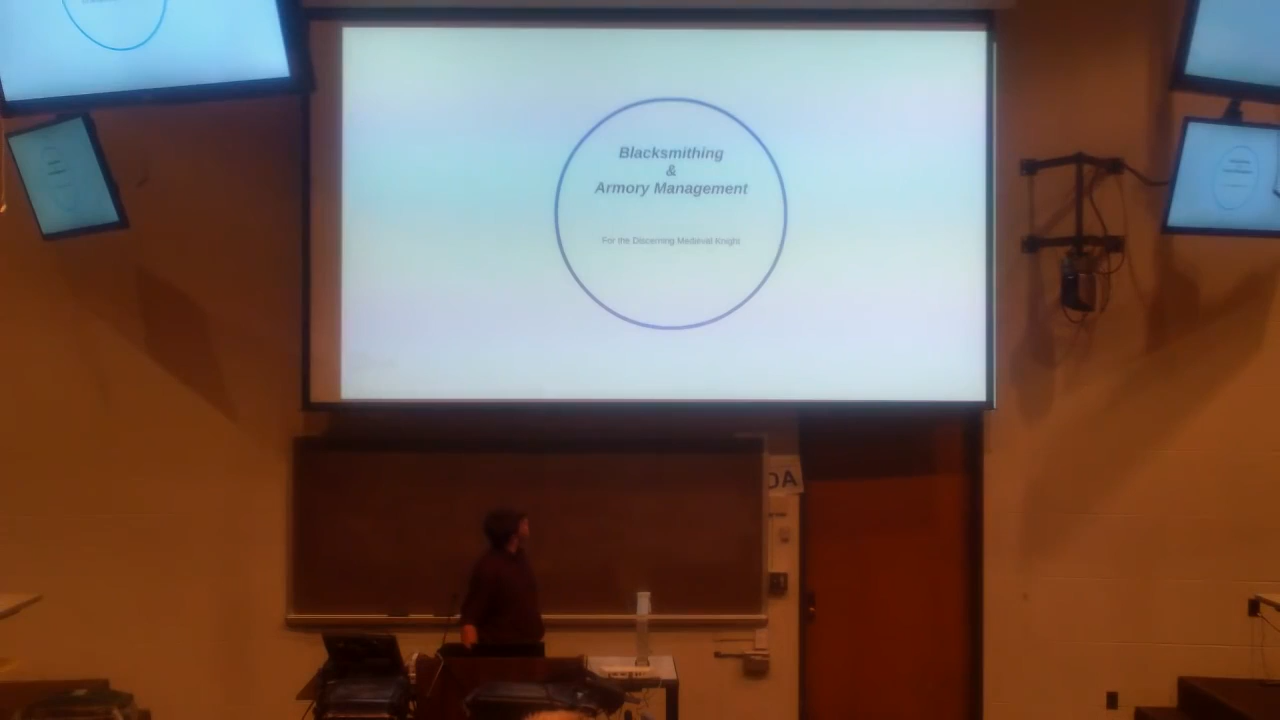 Blacksmithing
&
Armory Management
For the Discerning Medieval Knight
DA